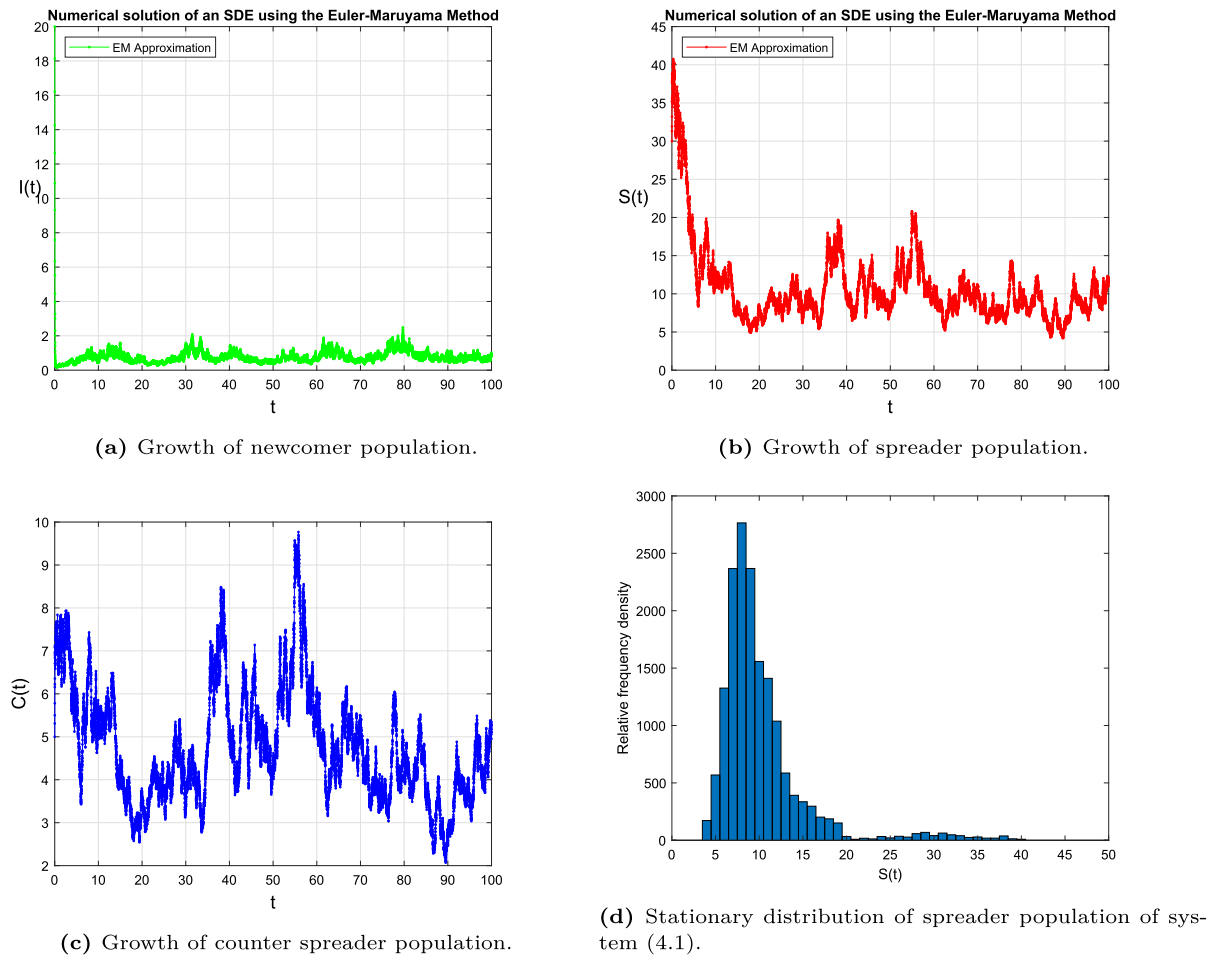 Numerical solution of an SDE using the Euler-Maruyama Method
EM Approximation
20
18
16
14
12
10
8
6
4
2
0
I(t)
0 10 20 30 40 50 60 70 80 90 100
t
(a) Growth of newcomer population.
Numerical solution of an SDE using the Euler-Maruyama Method
EM Approximation
45
40
35
30
25
20
15
10
5
0
S(t)
0 10 20 30 40 50 60 70 80 90 100
t
(b) Growth of spreader population.
10
9
8
7
6
5
4
3
2
C(t)
0 10 20 30 40 50 60 70 80 90 100
t
(c) Growth of counter spreader population.
3000
2500
2000
1500
1000
500
0
Relative frequency density
0 5 10 15 20 25 30 35 40 45 50
S(t)
(d) Stationary distribution of spreader population of sys-
tem (4.1).